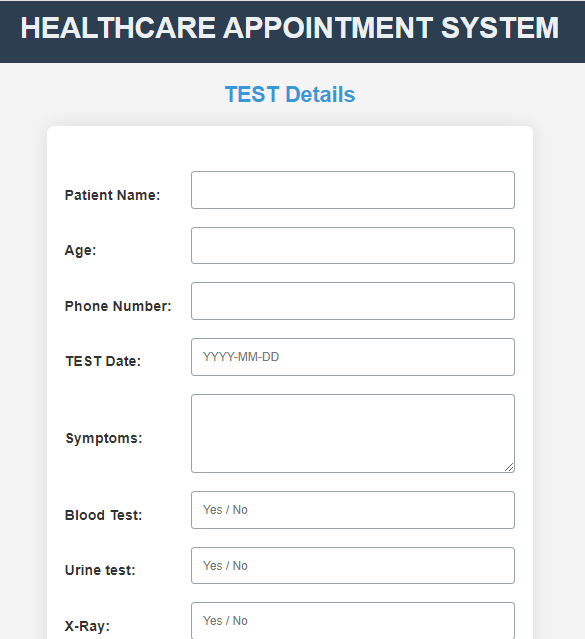 HEALTHCARE APPOINTMENT SYSTEM
TEST Details
Patient Name:
Age:
Phone Number:
TEST Date: YYYY-MM-DD
Symptoms:
Blood Test: Yes / No
Urine test: Yes / No
X-Ray: Yes / No